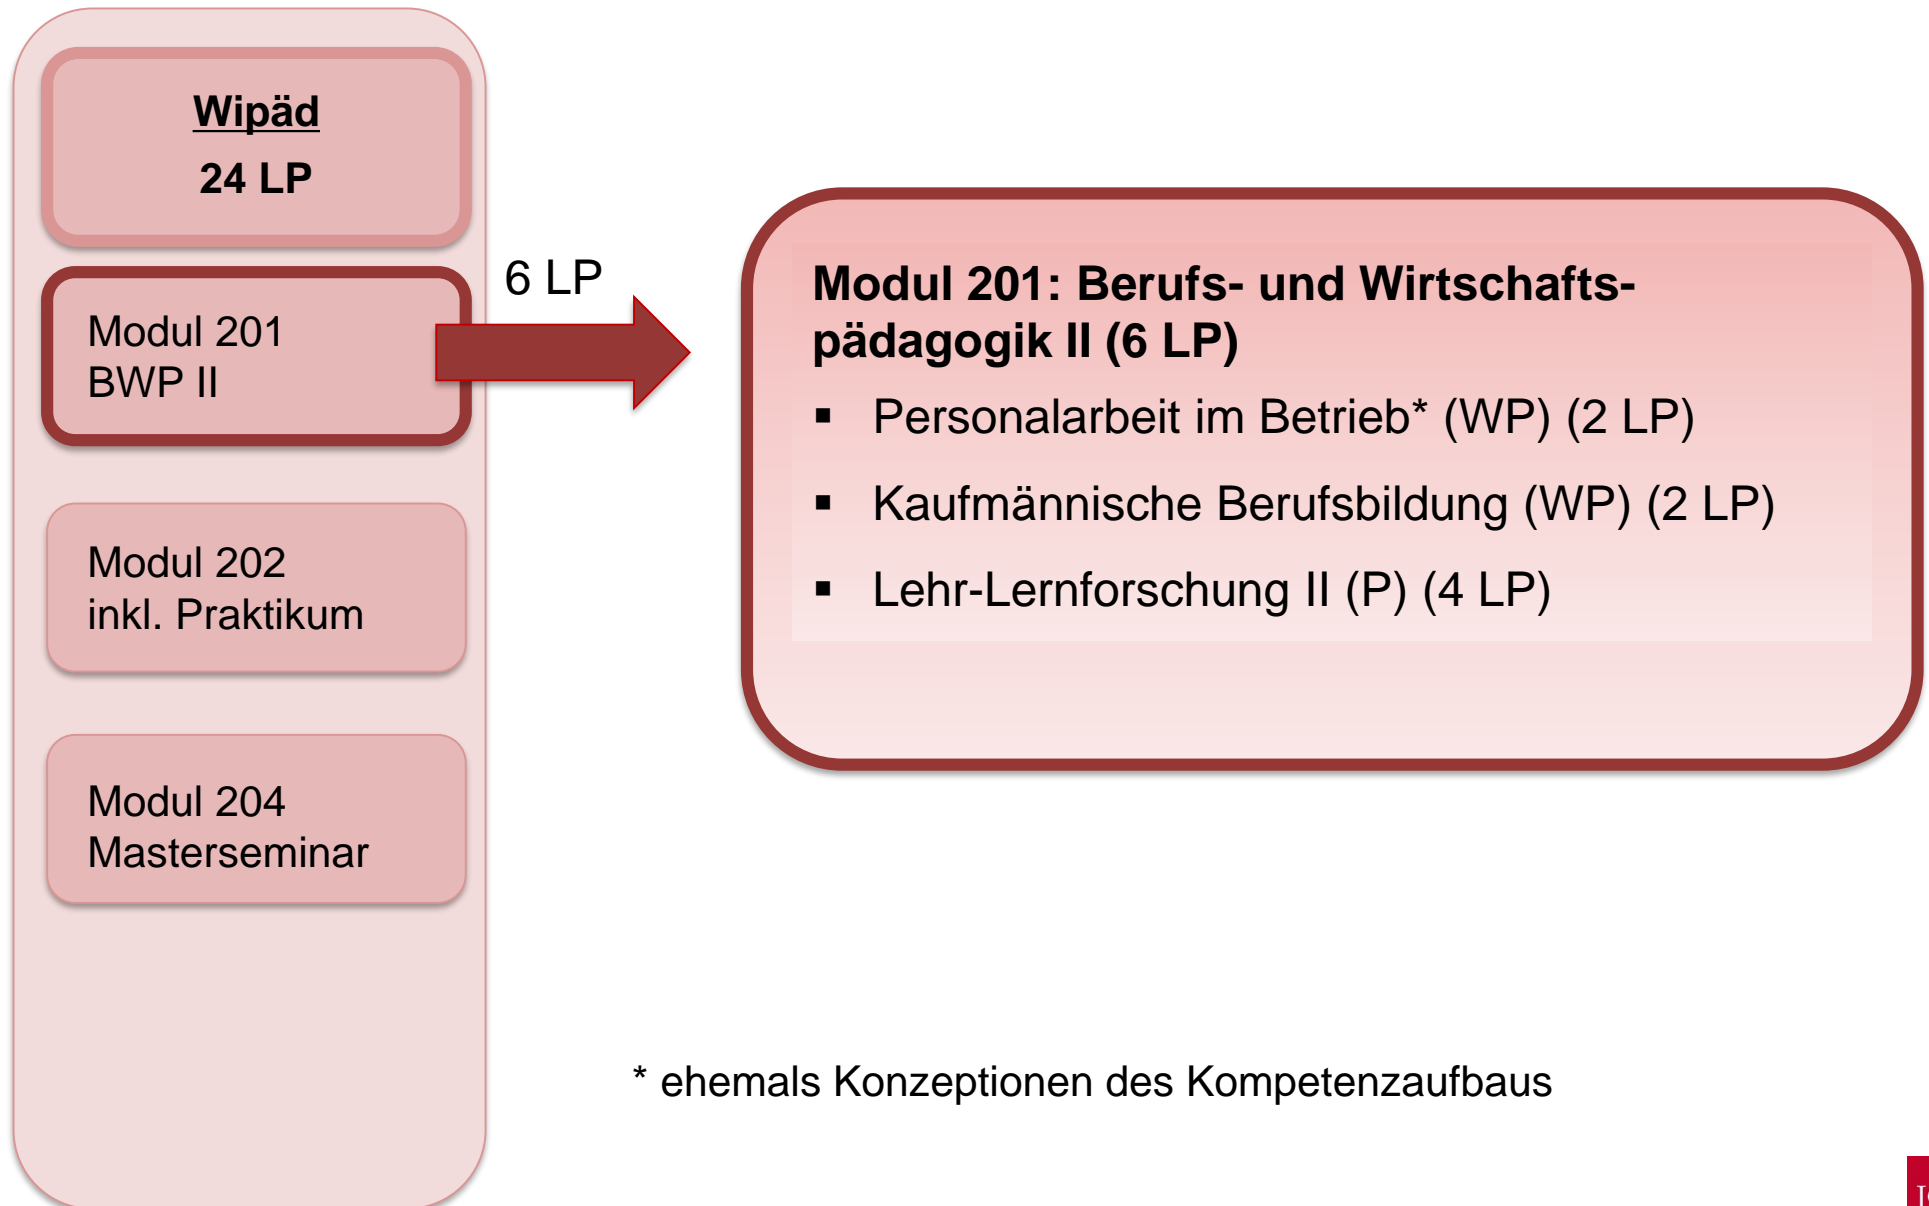 Wipäd
24 LP
Modul 201
BWP II
6 LP
Modul 202
inkl. Praktikum
Modul 204
Masterseminar
Modul 201: Berufs- und Wirtschafts-
pädagogik II (6 LP)
▪ Personalarbeit im Betrieb* (WP) (2 LP)
▪ Kaufmännische Berufsbildung (WP) (2 LP)
▪ Lehr-Lernforschung II (P) (4 LP)
* ehemals Konzeptionen des Kompetenzaufbaus